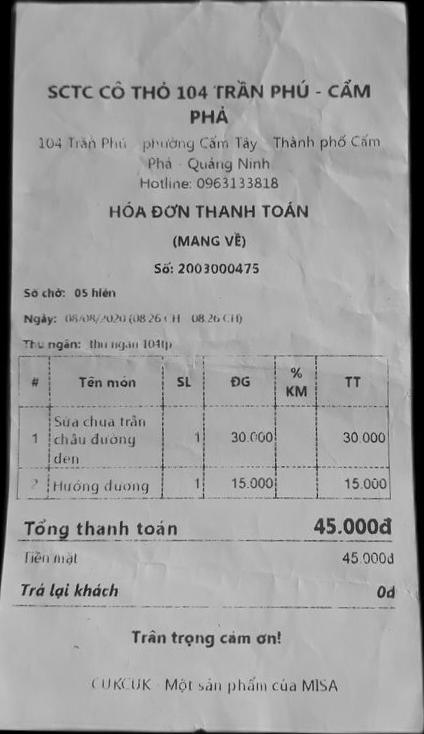 SCTC CÔ THỎ 104 TRẦN PHÚ - CẨM
PHẢ
104 Trần Phú phường Cẩm Tây Thành phố Cẩm
Phả - Quảng Ninh
Hotline: 0963133818
HÓA ĐƠN THANH TOÁN
(MANG VỀ)
Số: 2003000475
Số chờ: 05 hiên
Ngày: 08/08/2020 (08:26 CH - 08:26 CH)
Thu ngân: thu ngân 104tp
# Tên món SL ĐG % KM TT
1 Sữa chua trân châu đường đen 1 30.000 30.000
2 Hướng dương 1 15.000 15.000
Tổng thanh toán 45.000đ
Tiền mặt 45.000đ
Trả lại khách 0đ
Trân trọng cảm ơn!
CUKCUK - Một sản phẩm của MISA